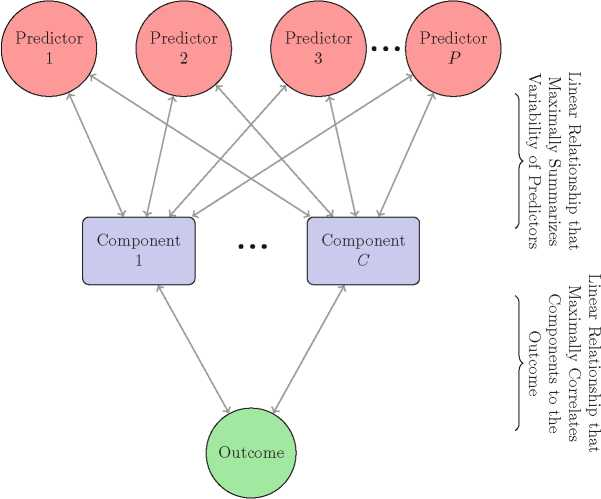 Predictor
1
Predictor
2
Predictor
3
Predictor
P
Linear Relationship that
Maximally Summarizes
Variability of Predictors
Component
1
Component
C
Linear Relationship that
Maximally Correlates
Components to the
Outcome
Outcome